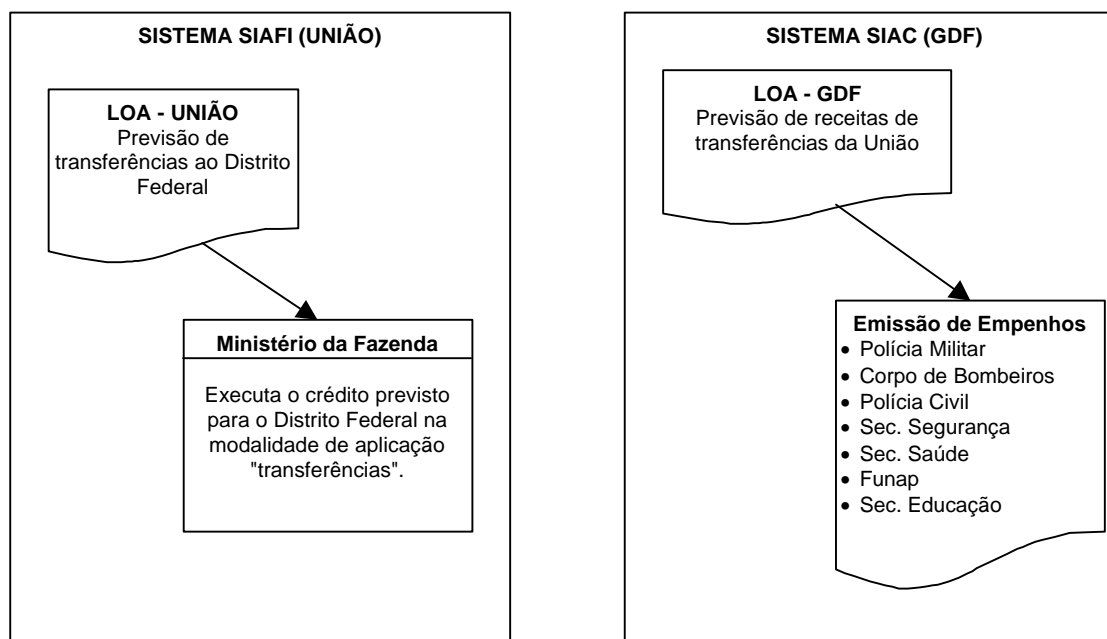 SISTEMA SIAFI (UNIÃO)
LOA - UNIÃO
Previsão de
transferências ao Distrito
Federal
Ministério da Fazenda
Executa o crédito previsto
para o Distrito Federal na
modalidade de aplicação
"transferências".
SISTEMA SIAC (GDF)
LOA - GDF
Previsão de receitas de
transferências da União
Emissão de Empenhos
• Polícia Militar
• Corpo de Bombeiros
• Polícia Civil
• Sec. Segurança
• Sec. Saúde
• Funap
• Sec. Educação